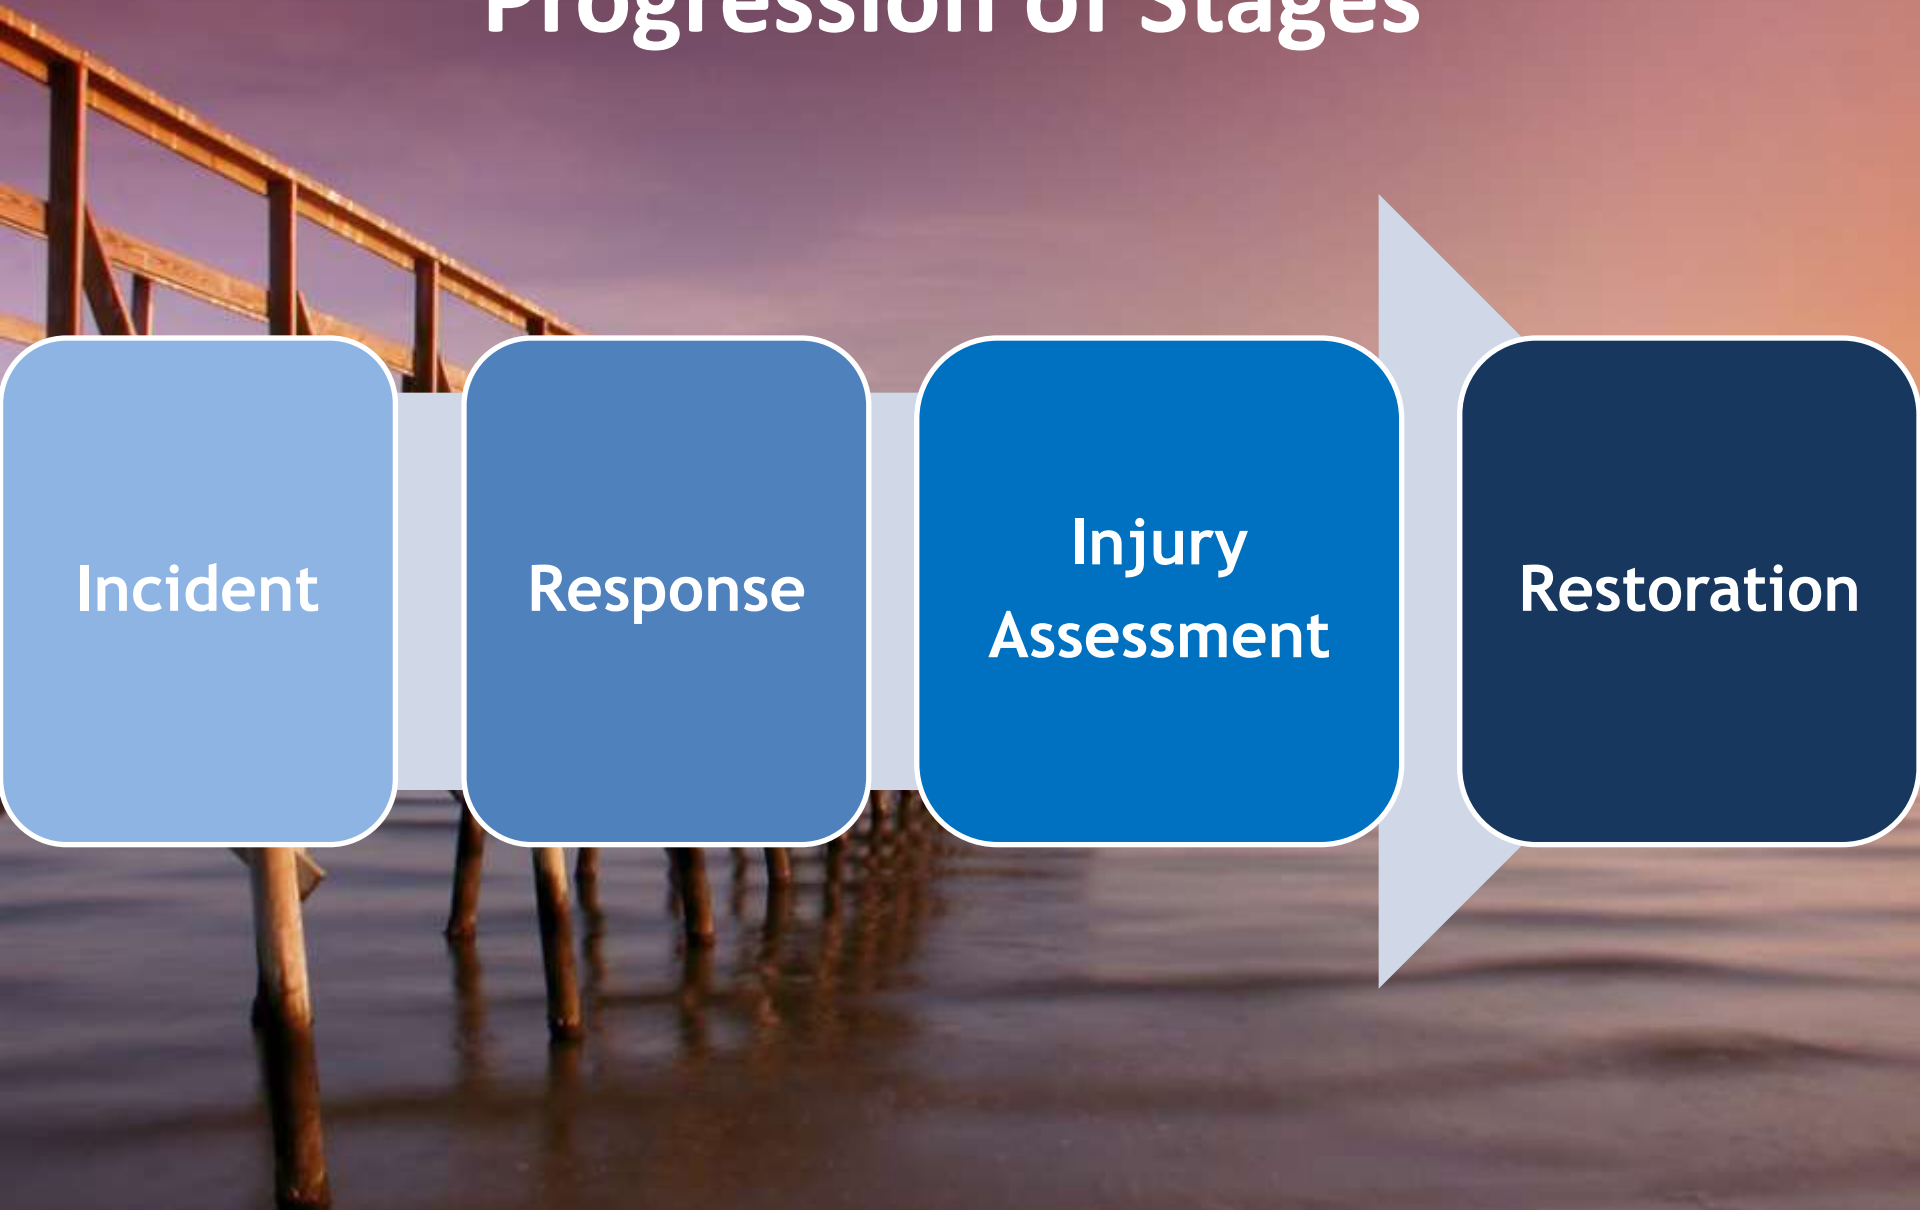 Progression of Stages
Incident
Response
Injury
Assessment
Restoration